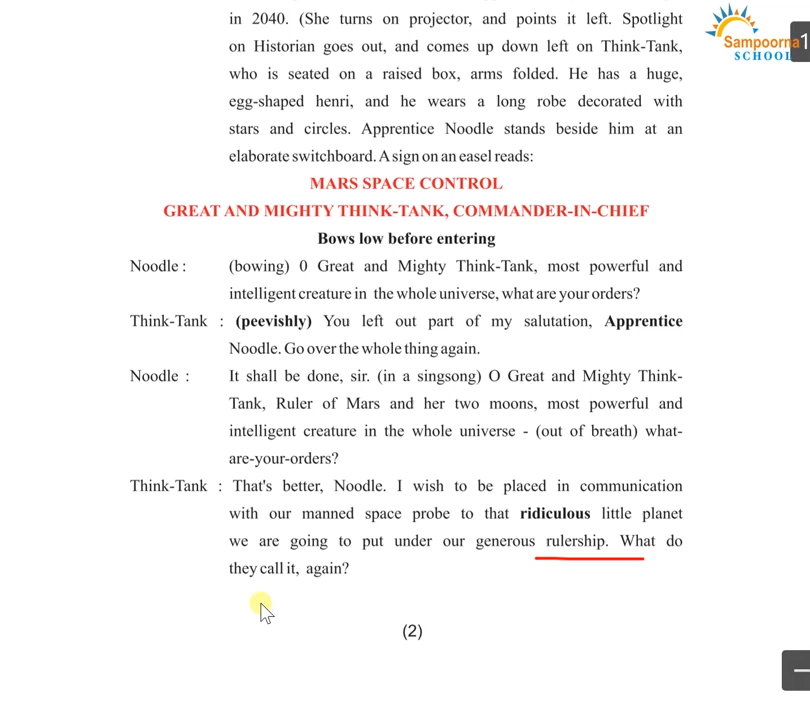 in 2040. (She turns on projector, and points it left. Spotlight
on Historian goes out, and comes up down left on Think-Tank,
who is seated on a raised box, arms folded. He has a huge,
egg-shaped henri, and he wears a long robe decorated with
stars and circles. Apprentice Noodle stands beside him at an
elaborate switchboard. A sign on an easel reads:
MARS SPACE CONTROL
GREAT AND MIGHTY THINK-TANK, COMMANDER-IN-CHIEF
Bows low before entering
Noodle : (bowing) 0 Great and Mighty Think-Tank, most powerful and
intelligent creature in the whole universe, what are your orders?
Think-Tank : (peevishly) You left out part of my salutation, Apprentice
Noodle. Go over the whole thing again.
Noodle : It shall be done, sir. (in a singsong) O Great and Mighty Think-
Tank, Ruler of Mars and her two moons, most powerful and
intelligent creature in the whole universe - (out of breath) what-
are-your-orders?
Think-Tank : That's better, Noodle. I wish to be placed in communication
with our manned space probe to that ridiculous little planet
we are going to put under our generous rulership. What do
they call it, again?
(2)
Sampoorna
SCHOOL
1